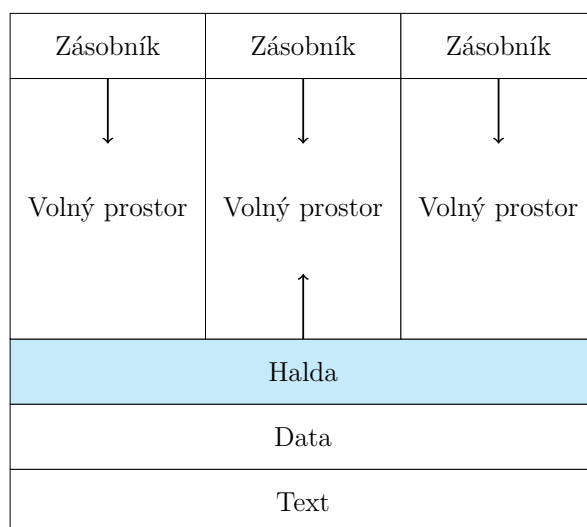 Zásobník Zásobník Zásobník
Volný prostor Volný prostor Volný prostor
Halda
Data
Text